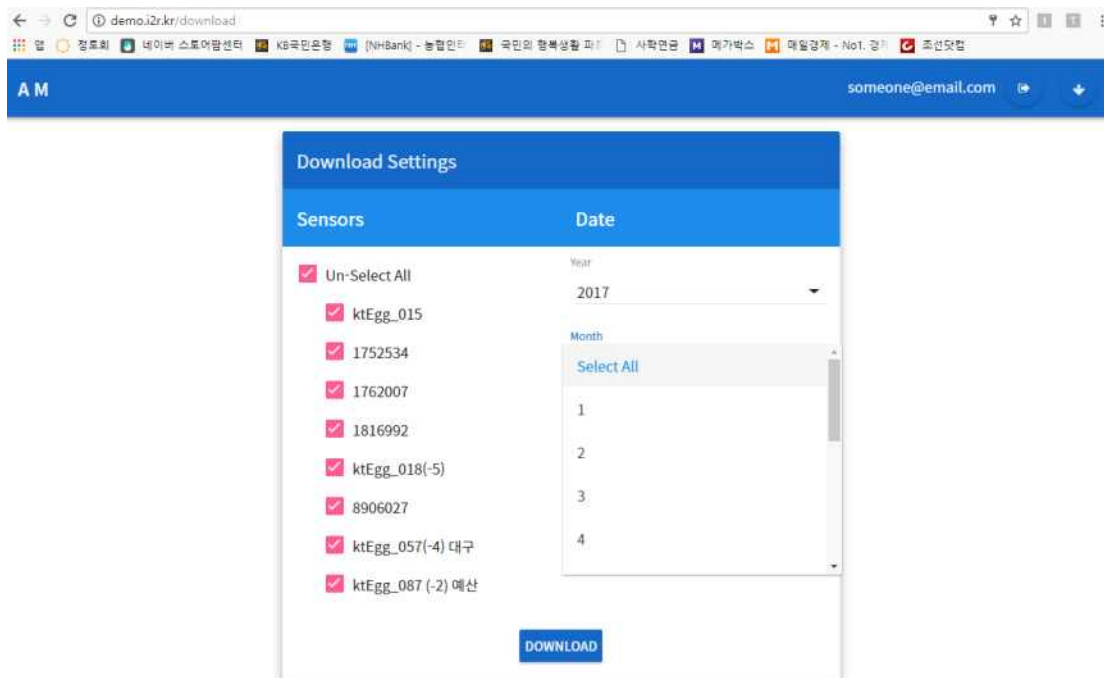 demo.i2r.kr/download
앱 정토회 네이버 스토어팜센터 KB국민은행 [NHBank] - 농협인터 국민의 행복생활 파 사학연금 메가박스 매일경제 - No1. 경제 조선닷컴
A M someone@email.com
Download Settings
Sensors Date
Un-Select All
Year
2017
ktEgg_015
Month
1752534
Select All
1762007
1
1816992
2
ktEgg_018(-5)
3
8906027
4
ktEgg_057(-4) 대구
ktEgg_087 (-2) 예산
DOWNLOAD